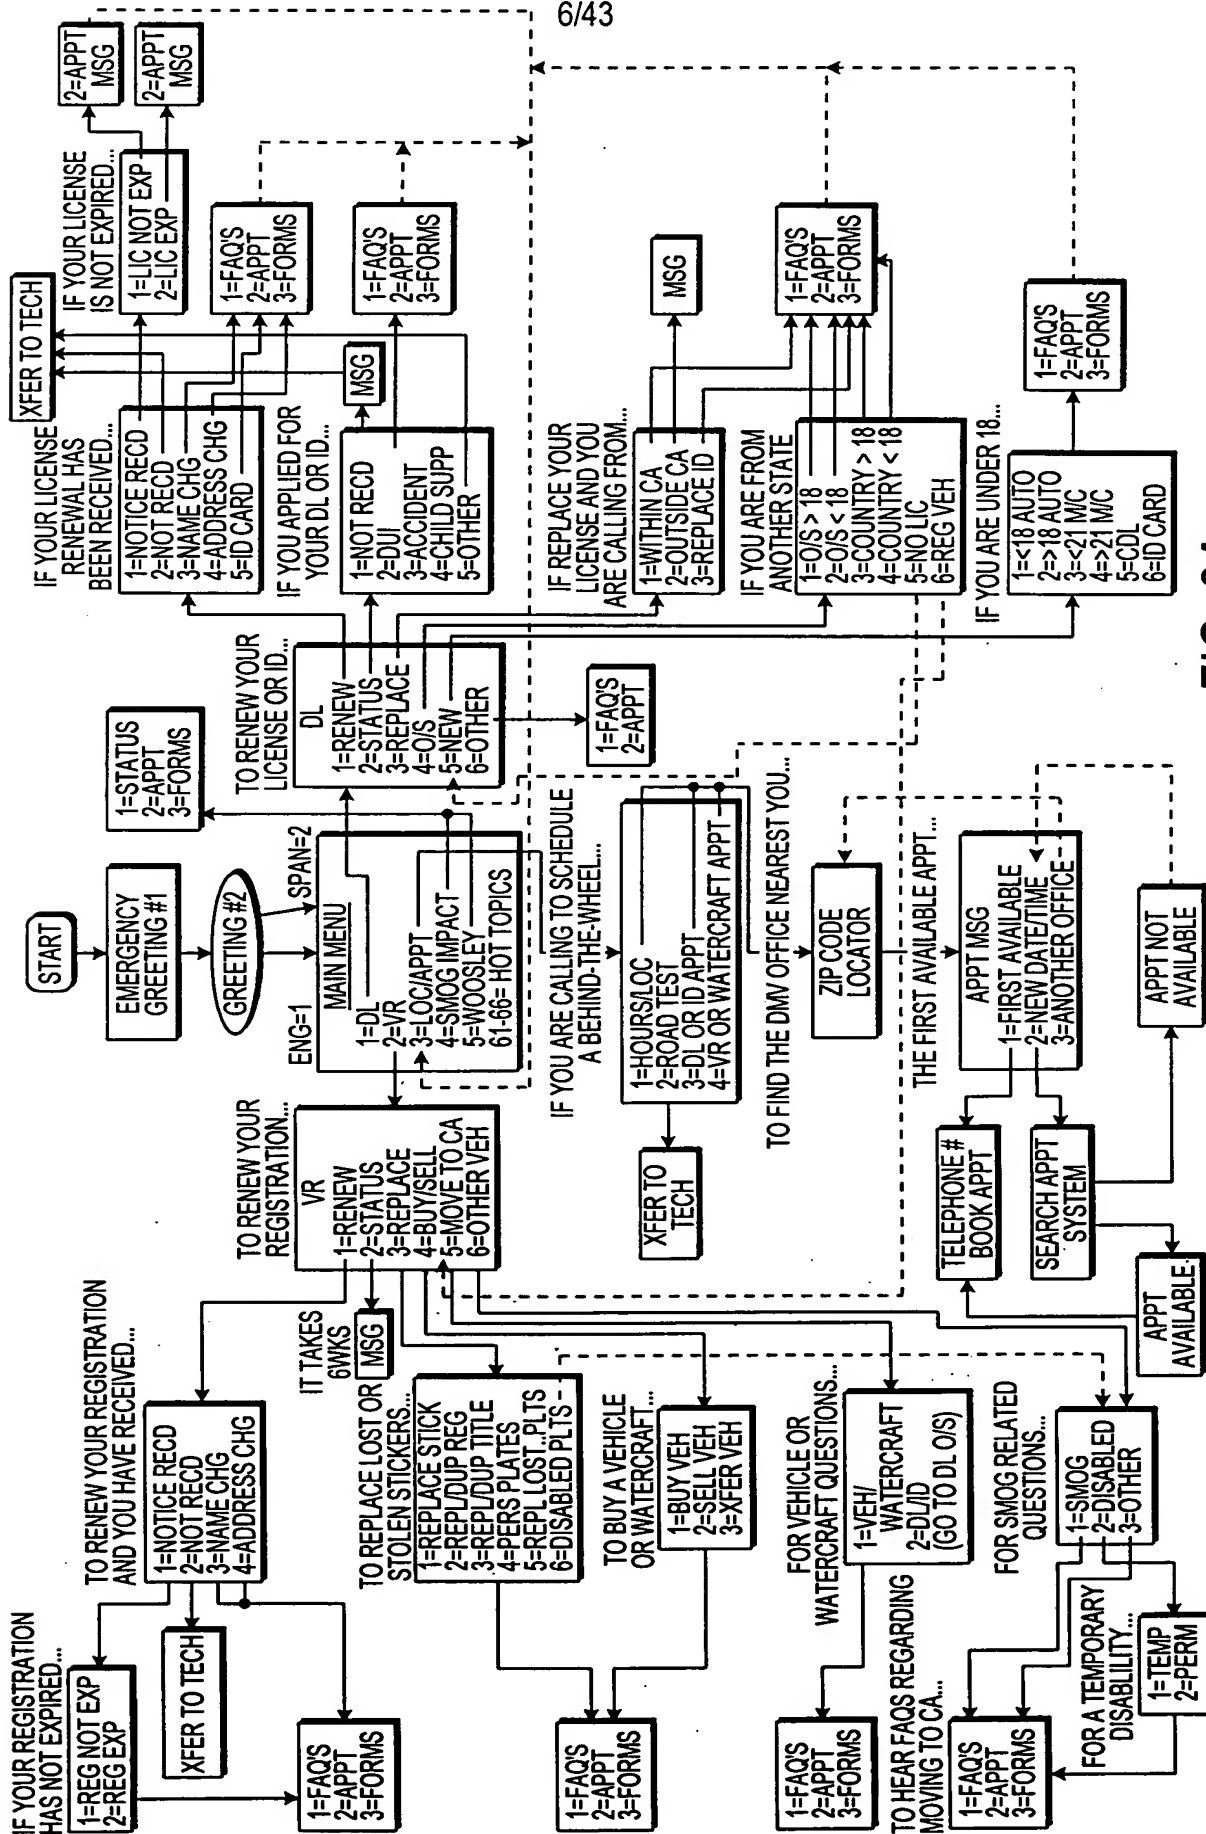 6/43
START
EMERGENCY
GREETING #1
GREETING #2
ENG=1
SPAN=2
MAIN MENU
1=DL
2=VR
3=LOC/APPT
4=SMOG IMPACT
5=WOOSLEY
61-66= HOT TOPICS
1=STATUS
2=APPT
3=FORMS
TO RENEW YOUR
LICENSE OR ID...
DL
1=RENEW
2=STATUS
3=REPLACE
4=O/S
5=NEW
6=OTHER
1=FAQ'S
2=APPT
IF YOUR LICENSE
RENEWAL HAS
BEEN RECEIVED...
1=NOTICE RECD
2=NOT RECD
3=NAME CHG
4=ADDRESS CHG
5=ID CARD
XFER TO TECH
IF YOUR LICENSE
IS NOT EXPIRED...
1=LIC NOT EXP
2=LIC EXP
2=APPT
MSG
2=APPT
MSG
1=FAQ'S
2=APPT
3=FORMS
IF YOU APPLIED FOR
YOUR DL OR ID...
1=NOT RECD
2=DUI
3=ACCIDENT
4=CHILD SUPP
5=OTHER
MSG
1=FAQ'S
2=APPT
3=FORMS
IF REPLACE YOUR
LICENSE AND YOU
ARE CALLING FROM...
1=WITHIN CA
2=OUTSIDE CA
3=REPLACE ID
MSG
IF YOU ARE FROM
ANOTHER STATE
1=O/S > 18
2=O/S < 18
3=COUNTRY > 18
4=COUNTRY < 18
5=NO LIC
6=REG VEH
1=FAQ'S
2=APPT
3=FORMS
IF YOU ARE UNDER 18...
1=<18 AUTO
2=>18 AUTO
3=<21 M/C
4=>21 M/C
5=CDL
6=ID CARD
1=FAQ'S
2=APPT
3=FORMS
IF YOU ARE CALLING TO SCHEDULE
A BEHIND-THE-WHEEL...
1=HOURS/LOC
2=ROAD TEST
3=DL OR ID APPT
4=VR OR WATERCRAFT APPT
XFER TO
TECH
TO FIND THE DMV OFFICE NEAREST YOU...
ZIP CODE
LOCATOR
THE FIRST AVAILABLE APPT...
APPT MSG
1=FIRST AVAILABLE
2=NEW DATE/TIME
3=ANOTHER OFFICE
TELEPHONE #
BOOK APPT
SEARCH APPT
SYSTEM
APPT NOT
AVAILABLE
APPT
AVAILABLE
TO RENEW YOUR
REGISTRATION...
VR
1=RENEW
2=STATUS
3=REPLACE
4=BUY/SELL
5=MOVE TO CA
6=OTHER VEH
TO RENEW YOUR REGISTRATION
AND YOU HAVE RECEIVED...
1=NOTICE RECD
2=NOT RECD
3=NAME CHG
4=ADDRESS CHG
IF YOUR REGISTRATION
HAS NOT EXPIRED...
1=REG NOT EXP
2=REG EXP
XFER TO TECH
1=FAQ'S
2=APPT
3=FORMS
IT TAKES
6WKS
MSG
TO REPLACE LOST OR
STOLEN STICKERS...
1=REPLACE STICK
2=REPL/DUP REG
3=REPL/DUP TITLE
4=PERS PLATES
5=REPL LOST..PLTS
6=DISABLED PLTS
TO BUY A VEHICLE
OR WATERCRAFT...
1=BUY VEH
2=SELL VEH
3=XFER VEH
1=FAQ'S
2=APPT
3=FORMS
FOR VEHICLE OR
WATERCRAFT QUESTIONS...
1=VEH/
WATERCRAFT
2=DL/ID
(GO TO DL O/S)
1=FAQ'S
2=APPT
3=FORMS
TO HEAR FAQS REGARDING
MOVING TO CA...
FOR SMOG RELATED
QUESTIONS...
1=SMOG
2=DISABLED
3=OTHER
1=FAQ'S
2=APPT
3=FORMS
FOR A TEMPORARY
DISABLILITY...
1=TEMP
2=PERM